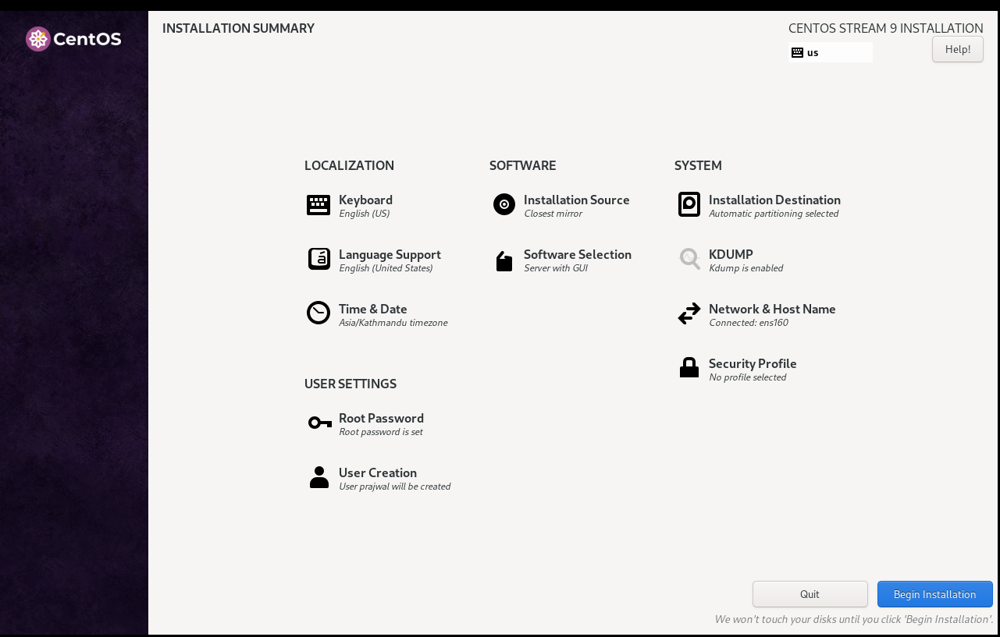 CentOS
INSTALLATION SUMMARY
CENTOS STREAM 9 INSTALLATION
us
Help!
LOCALIZATION
Keyboard
English (US)
Language Support
English (United States)
Time & Date
Asia/Kathmandu timezone
SOFTWARE
Installation Source
Closest mirror
Software Selection
Server with GUI
SYSTEM
Installation Destination
Automatic partitioning selected
KDUMP
Kdump is enabled
Network & Host Name
Connected: ens160
Security Profile
No profile selected
USER SETTINGS
Root Password
Root password is set
User Creation
User prajwal will be created
Quit
Begin Installation
We won't touch your disks until you click 'Begin Installation'.